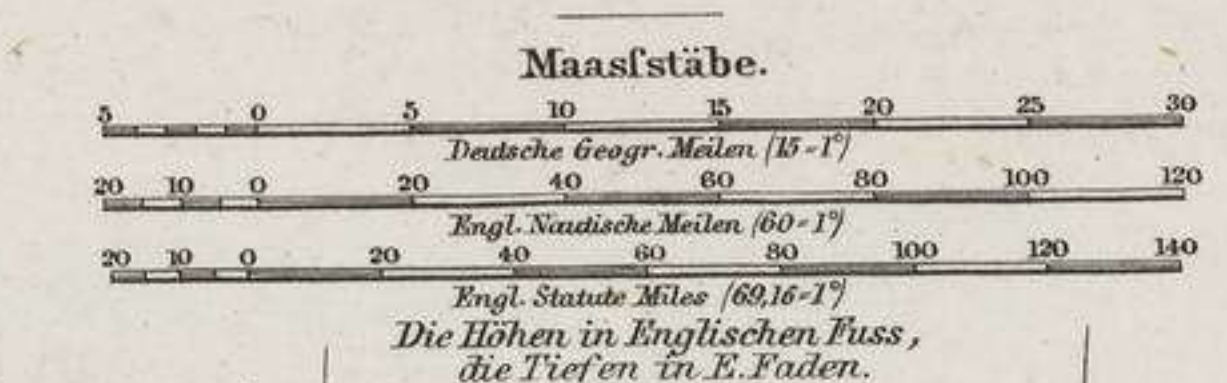 Maasſstäbe.
5 0 5 10 15 20 25 30
Deutsche Geogr. Meilen (15=1°)
20 10 0 20 40 60 80 100 120
Engl. Nautische Meilen (60=1°)
20 10 0 20 40 60 80 100 120 140
Engl. Statute Miles (69,16=1°)
Die Höhen in Englischen Fuss,
die Tiefen in E. Faden.